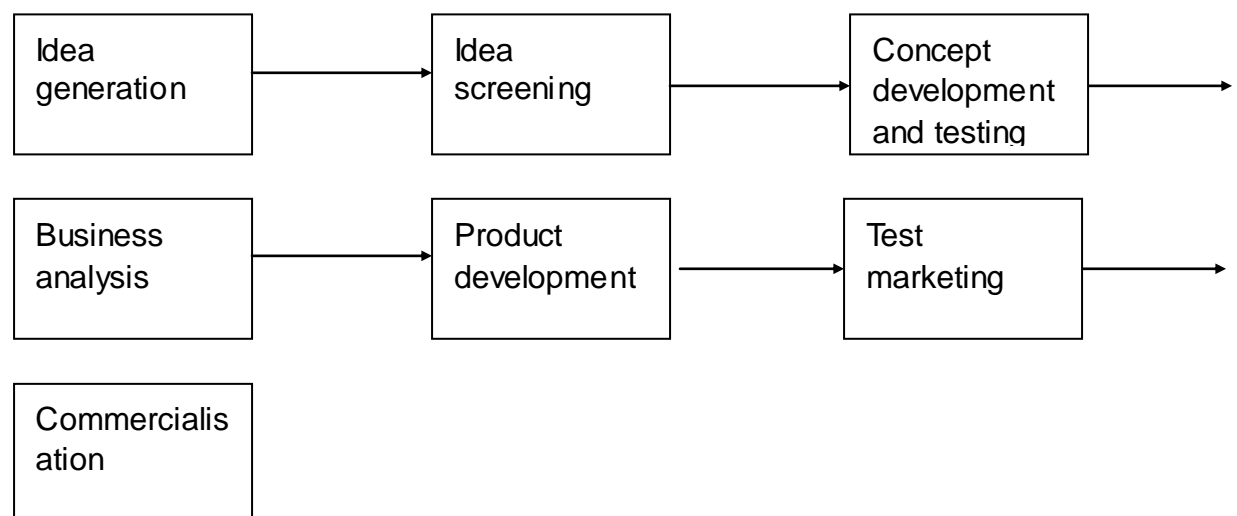 Idea
generation
Idea
screening
Concept
development
and testing
Business
analysis
Product
development
Test
marketing
Commercialis
ation